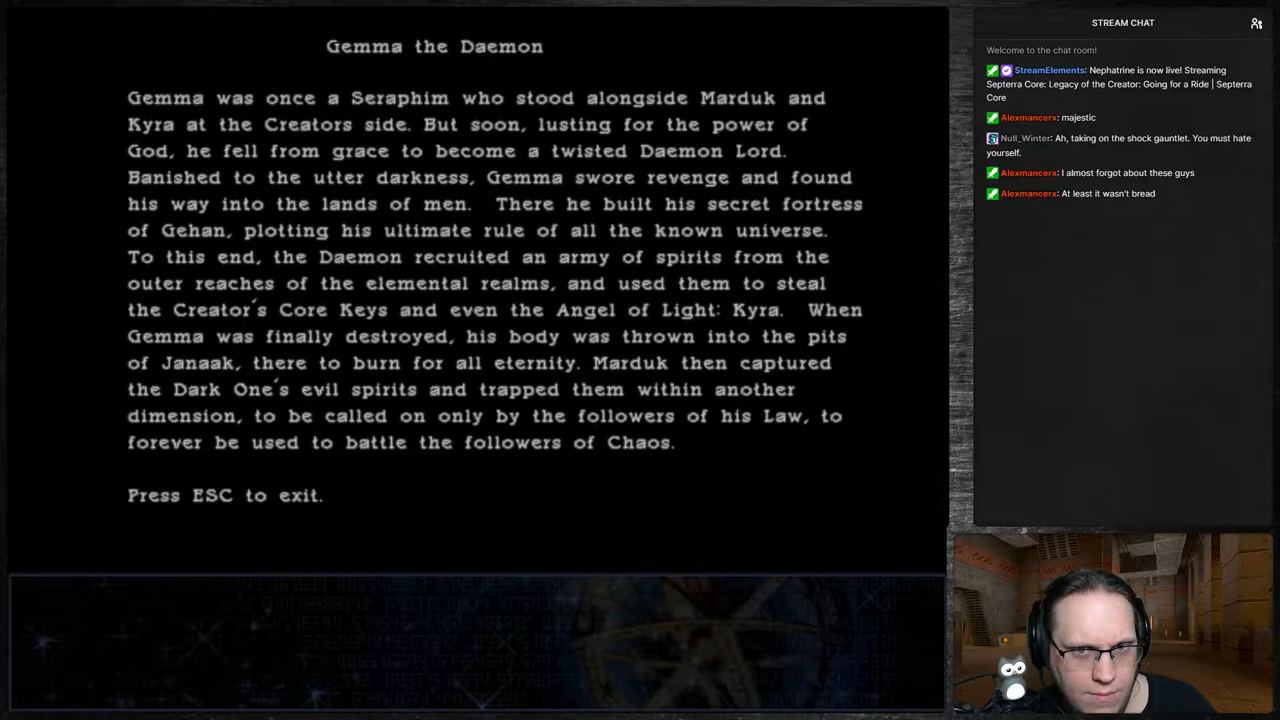 Gemma the Daemon
Gemma was once a Seraphim who stood alongside Marduk and
Kyra at the Creators side. But soon, lusting for the power of
God, he fell from grace to become a twisted Daemon Lord.
Banished to the utter darkness, Gemma swore revenge and found
his way into the lands of men. There he built his secret fortress
of Gehan, plotting his ultimate rule of all the known universe.
To this end, the Daemon recruited an army of spirits from the
outer reaches of the elemental realms, and used them to steal
the Creator's Core Keys and even the Angel of Light: Kyra. When
Gemma was finally destroyed, his body was thrown into the pits
of Janaak, there to burn for all eternity. Marduk then captured
the Dark One's evil spirits and trapped them within another
dimension, to be called on only by the followers of his Law, to
forever be used to battle the followers of Chaos.
Press ESC to exit.
STREAM CHAT
Welcome to the chat room!
StreamElements: Nephatrine is now live! Streaming
Septerra Core: Legacy of the Creator: Going for a Ride | Septerra
Core
Alexmancerx: majestic
Null_Winter: Ah, taking on the shock gauntlet. You must hate
yourself.
Alexmancerx: I almost forgot about these guys
Alexmancerx: At least it wasn't bread